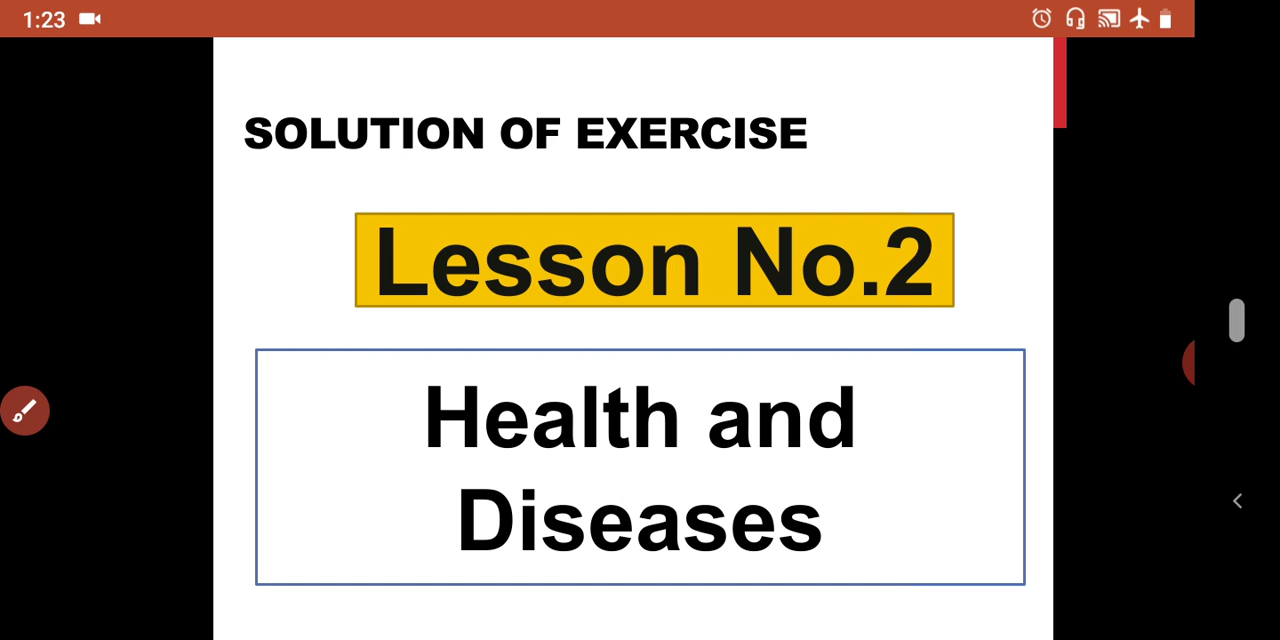 1:23
SOLUTION OF EXERCISE
Lesson No.2
Health and
Diseases